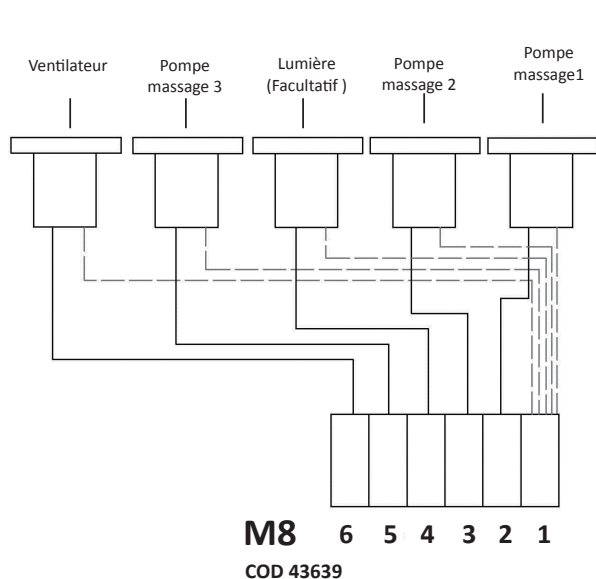 Ventilateur
Pompe
massage 3
Lumière
(Facultatif )
Pompe
massage 2
Pompe
massage1
M8 6 5 4 3 2 1
COD 43639